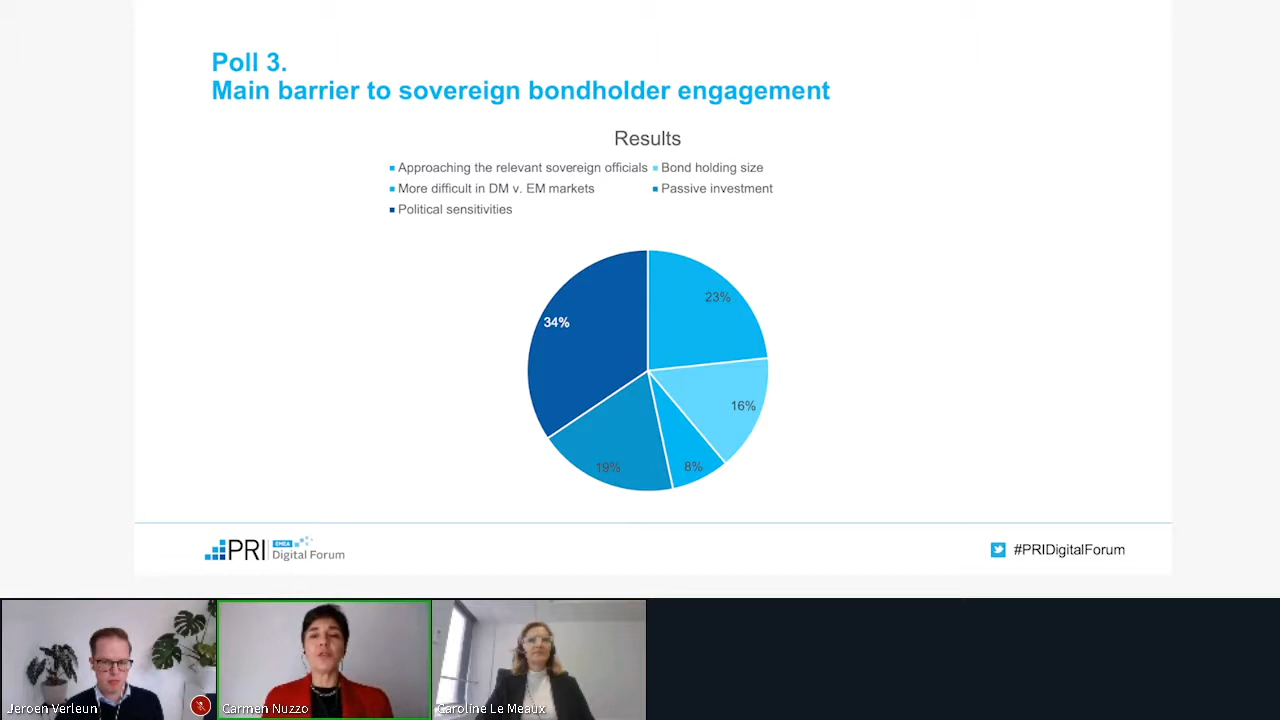 Poll 3.
Main barrier to sovereign bondholder engagement
Results
Approaching the relevant sovereign officials
Bond holding size
More difficult in DM v. EM markets
Passive investment
Political sensitivities
23%
34%
16%
19%
8%
PRI
EMEA
Digital Forum
#PRIDigitalForum
Jeroen Verleun
Carmen Nuzzo
Caroline Le Meaux